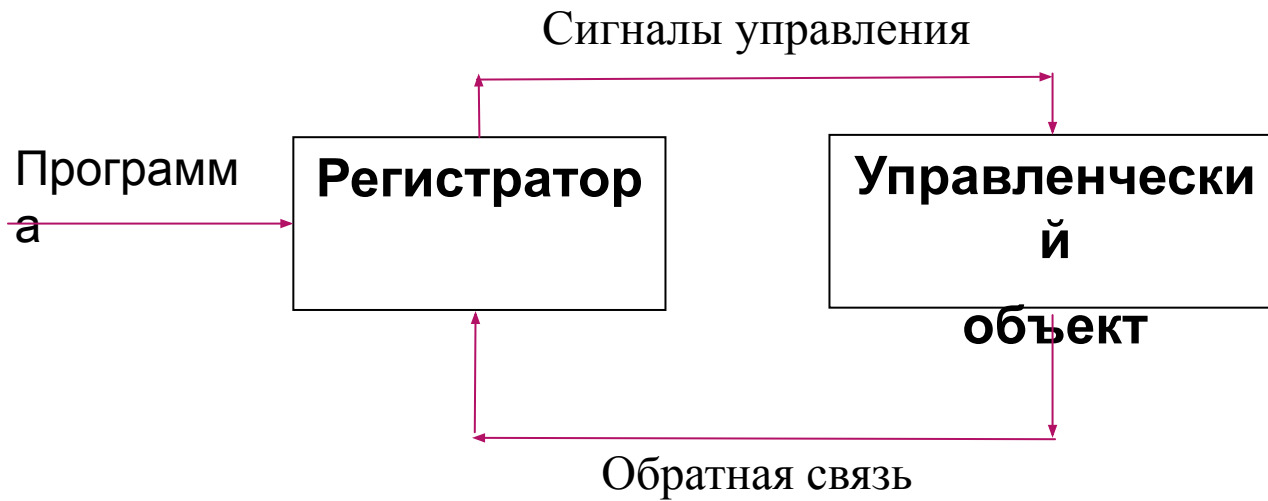 Сигналы управления
Программ
а
Регистратор
Управленчески
й
объект
Обратная связь